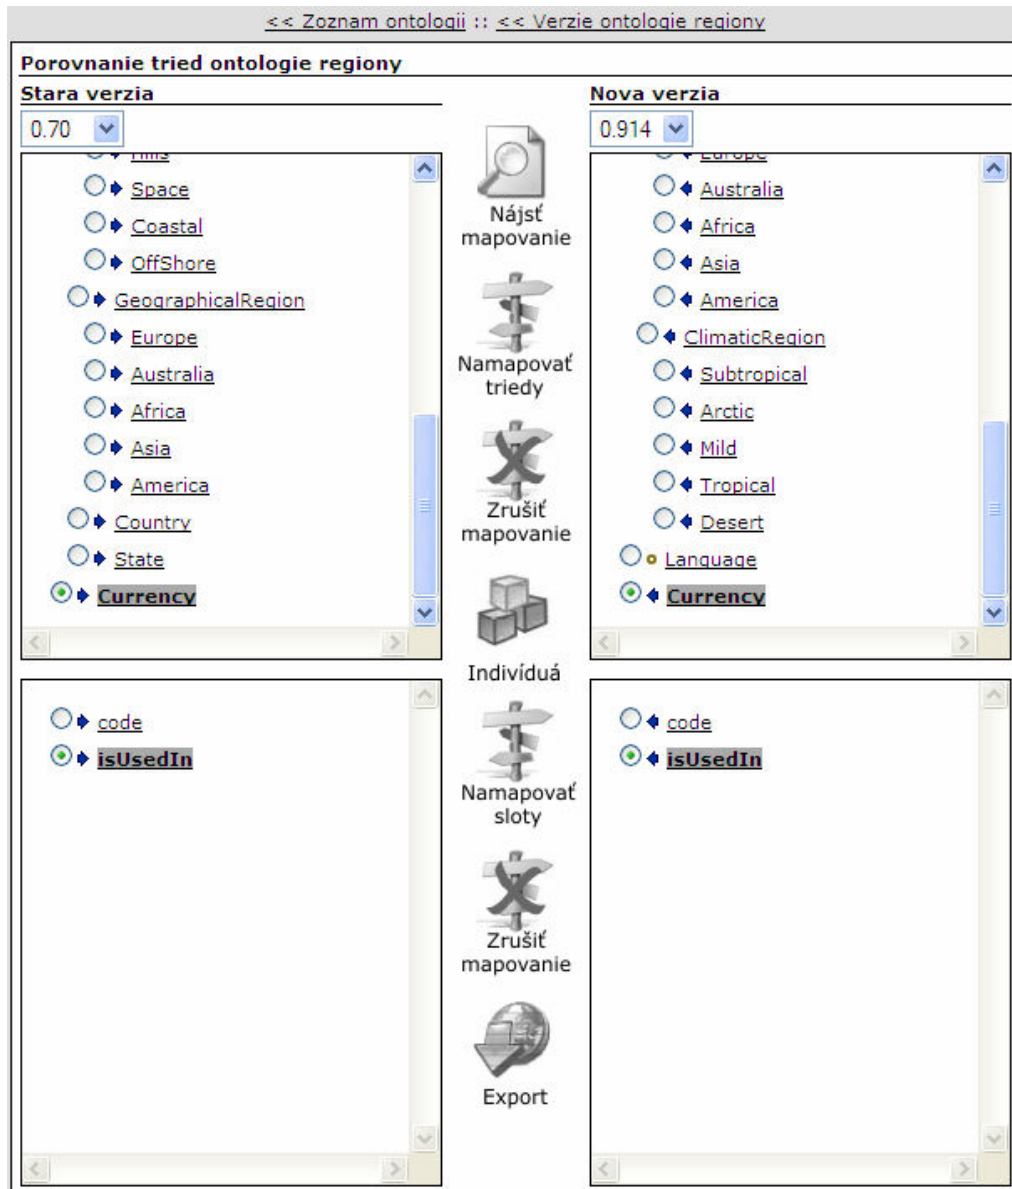 << Zoznam ontologii :: << Verzie ontologie regiony
Porovnanie tried ontologie regiony
Stara verzia
0.70
Hills
Space
Coastal
OffShore
GeographicalRegion
Europe
Australia
Africa
Asia
America
Country
State
Currency
code
isUsedIn
Nájsť
mapovanie
Namapovať
triedy
Zrušiť
mapovanie
Indivíduá
Namapovať
sloty
Zrušiť
mapovanie
Export
Nova verzia
0.914
Europe
Australia
Africa
Asia
America
ClimaticRegion
Subtropical
Arctic
Mild
Tropical
Desert
Language
Currency
code
isUsedIn